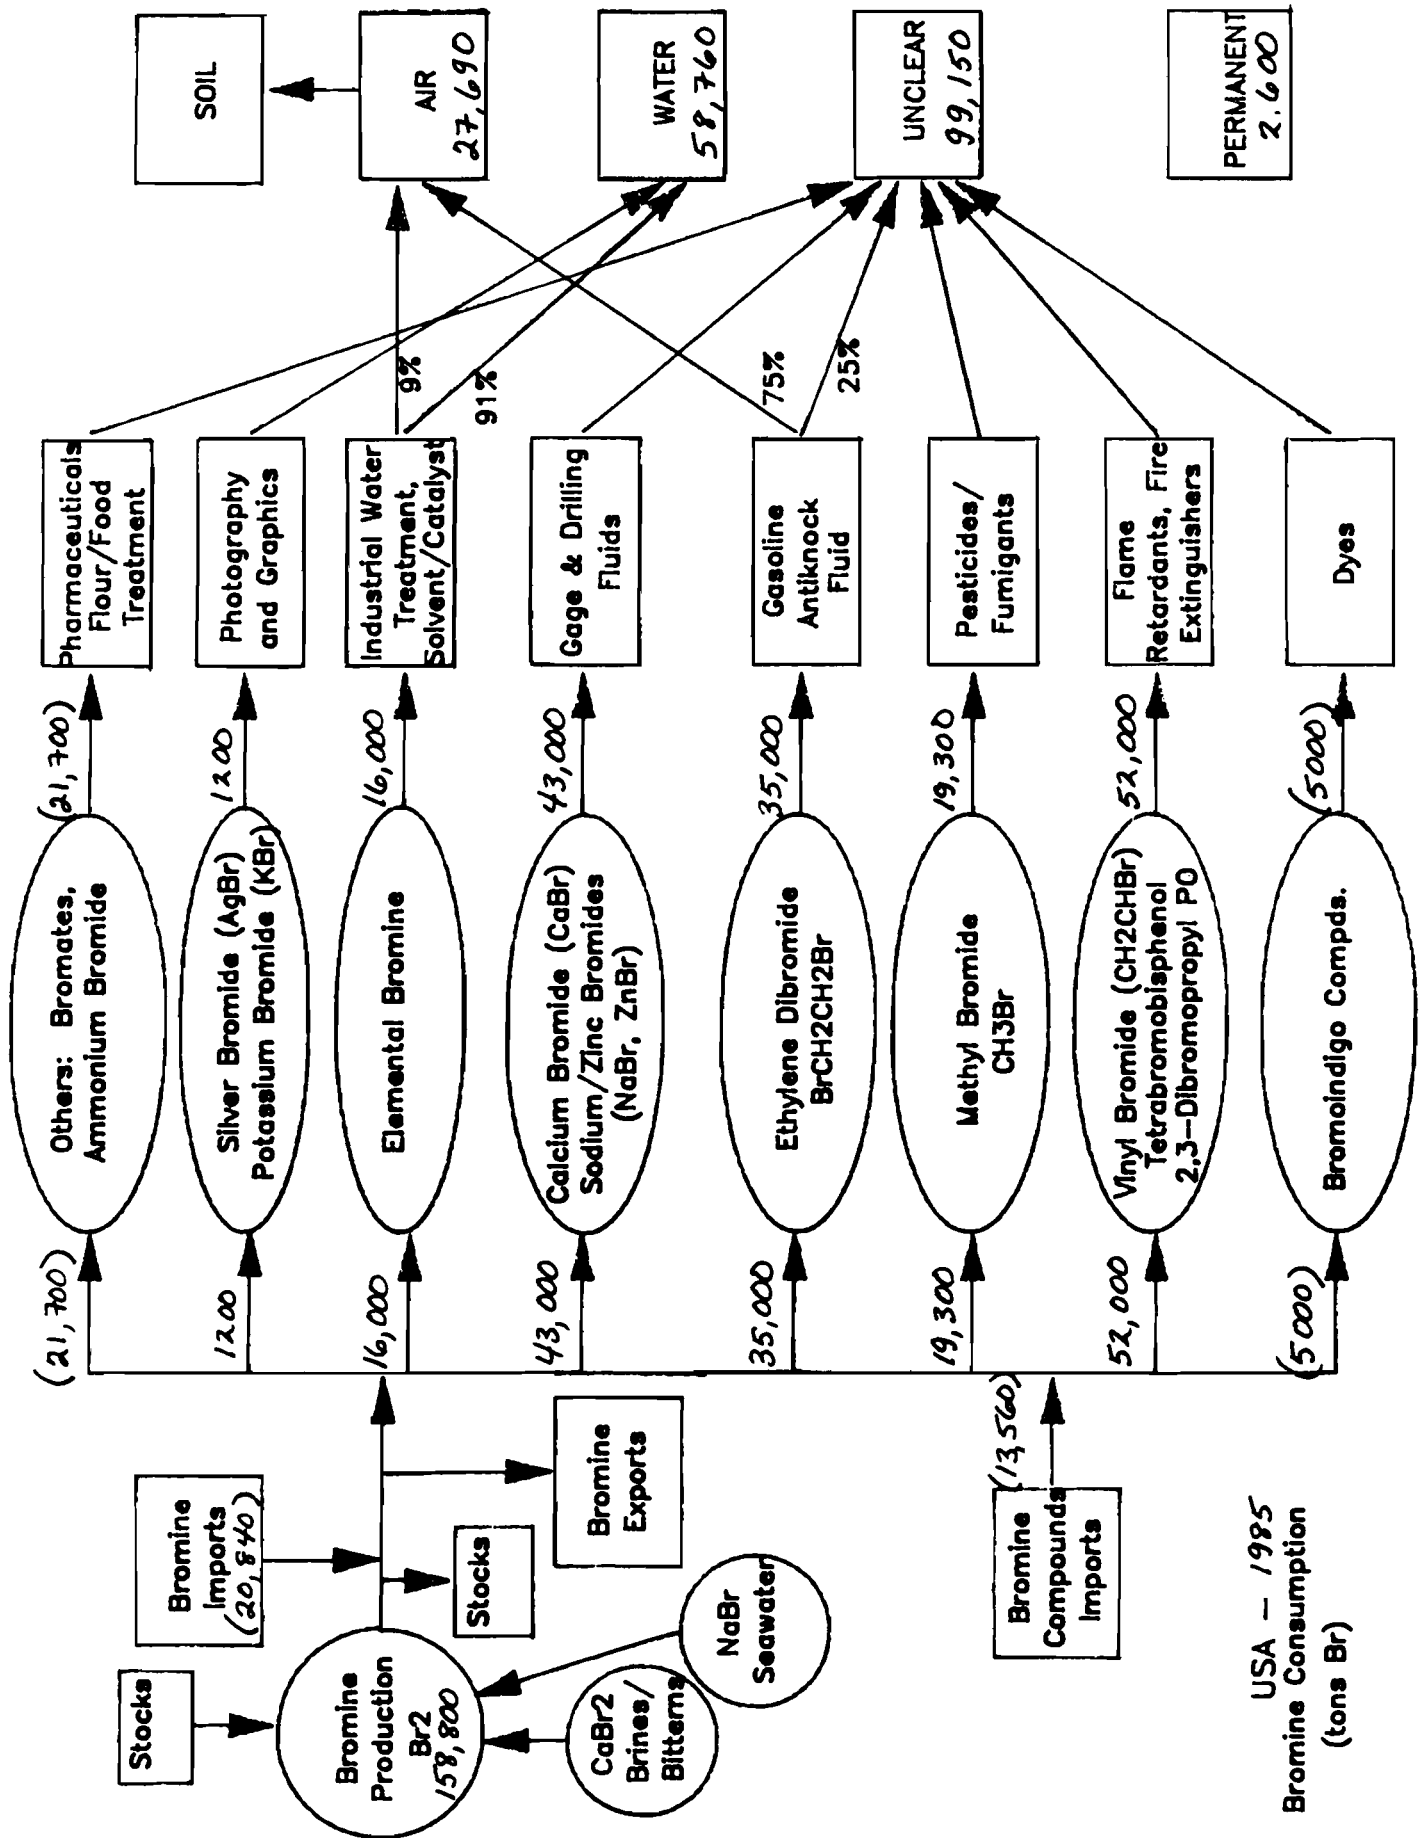 Stocks
Bromine
Production
Br2
158,800
Bromine
Imports
(20,840)
Stocks
Bromine
Exports
CaBr2
Brines/
Bitterns
NaBr
Seawater
Bromine
Compounds
Imports
(13,560)
USA - 1985
Bromine Consumption
(tons Br)
(21,700)
1200
16,000
43,000
35,000
19,300
52,000
(5000)
Others: Bromates,
Ammonium Bromide
Silver Bromide (AgBr)
Potassium Bromide (KBr)
Elemental Bromine
Calcium Bromide (CaBr)
Sodium/Zinc Bromides
(NaBr, ZnBr)
Ethylene Dibromide
BrCH2CH2Br
Methyl Bromide
CH3Br
Vinyl Bromide (CH2CHBr)
Tetrabromobisphenol
2,3-Dibromopropyl PO
Bromoindigo Compds.
(21,700)
1200
16,000
43,000
35,000
19,300
52,000
(5000)
Pharmaceuticals
Flour/Food
Treatment
Photography
and Graphics
Industrial Water
Treatment,
Solvent/Catalyst
Gage & Drilling
Fluids
Gasoline
Antiknock
Fluid
Pesticides/
Fumigants
Flame
Retardants, Fire
Extinguishers
Dyes
9%
91%
75%
25%
SOIL
AIR
27,690
WATER
58,760
UNCLEAR
99,150
PERMANENT
2.600